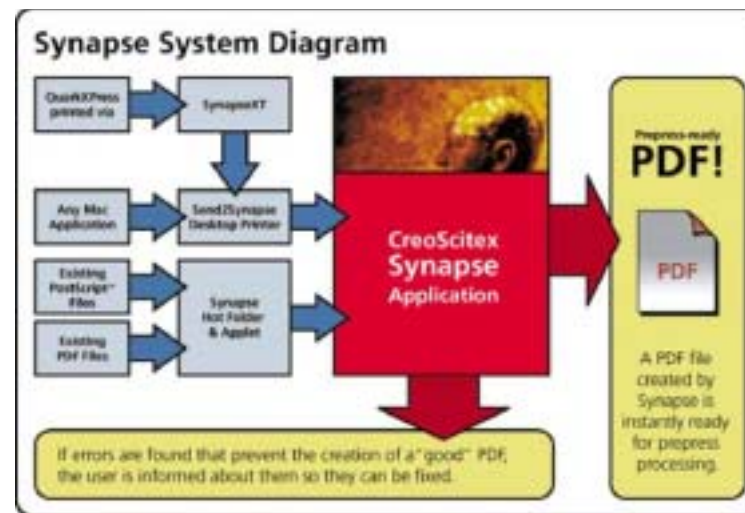 Synapse System Diagram
QuarkXPress
printed via
SynapseXT
Any Mac
Application
Send2Synapse
Desktop Printer
Existing
PostScript™
Files
Existing
PDF Files
Synapse
Hot Folder
& Applet
CreoScitex
Synapse
Application
Prepress-ready
PDF!
PDF
A PDF file
created by
Synapse is
instantly ready
for prepress
processing.
If errors are found that prevent the creation of a "good" PDF,
the user is informed about them so they can be fixed.